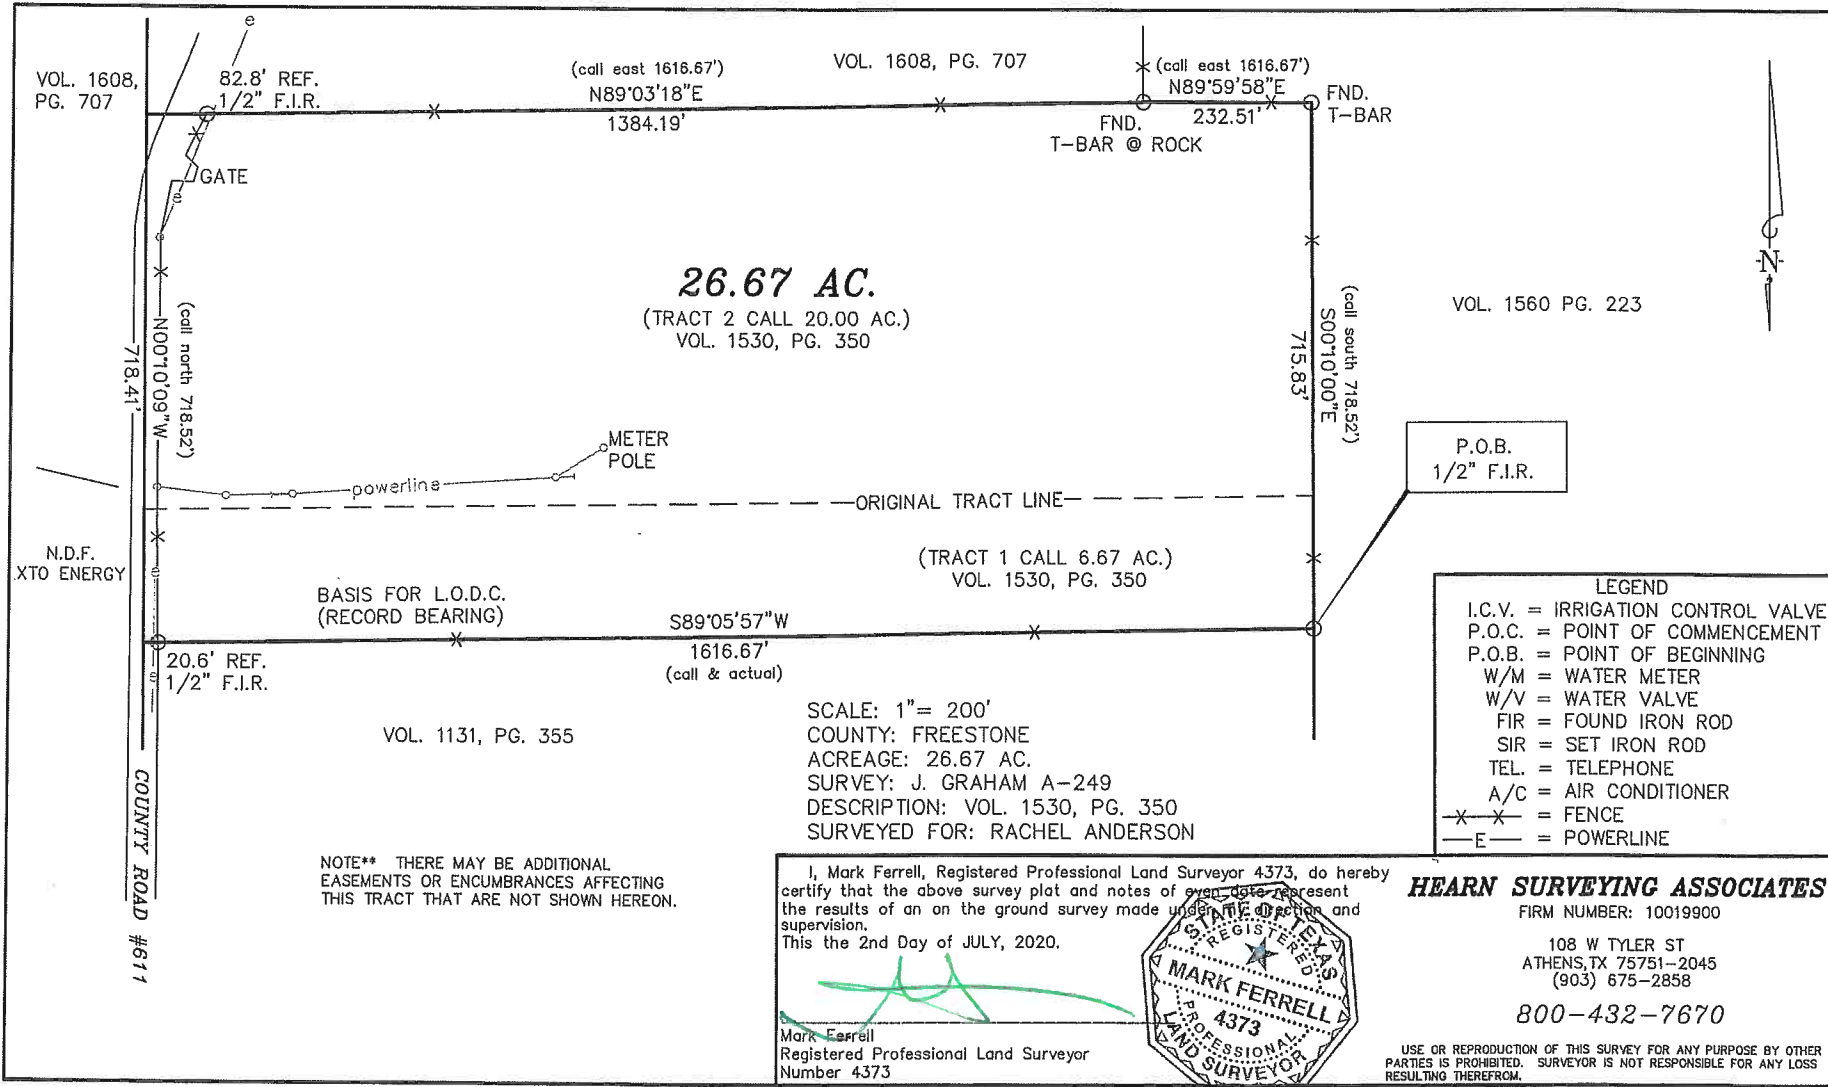 e
VOL. 1608,
PG. 707
82.8' REF.
1/2" F.I.R.
(call east 1616.67')
N89°03'18"E
1384.19'
VOL. 1608, PG. 707
(call east 1616.67')
N89°59'58"E
232.51'
FND.
T-BAR
FND.
T-BAR @ ROCK
GATE
e
N
26.67 AC.
(TRACT 2 CALL 20.00 AC.)
VOL. 1530, PG. 350
VOL. 1560 PG. 223
(call north 718.52')
N00°10'09"W
718.41'
(call south 718.52')
S00°10'00"E
715.83'
METER
POLE
powerline
ORIGINAL TRACT LINE
P.O.B.
1/2" F.I.R.
N.D.F.
XTO ENERGY
e
(TRACT 1 CALL 6.67 AC.)
VOL. 1530, PG. 350
BASIS FOR L.O.D.C.
(RECORD BEARING)
S89°05'57"W
1616.67'
(call & actual)
20.6' REF.
1/2" F.I.R.
e
VOL. 1131, PG. 355
COUNTY ROAD #611
SCALE: 1"= 200'
COUNTY: FREESTONE
ACREAGE: 26.67 AC.
SURVEY: J. GRAHAM A-249
DESCRIPTION: VOL. 1530, PG. 350
SURVEYED FOR: RACHEL ANDERSON
LEGEND
I.C.V. = IRRIGATION CONTROL VALVE
P.O.C. = POINT OF COMMENCEMENT
P.O.B. = POINT OF BEGINNING
W/M = WATER METER
W/V = WATER VALVE
FIR = FOUND IRON ROD
SIR = SET IRON ROD
TEL. = TELEPHONE
A/C = AIR CONDITIONER
X X = FENCE
E = POWERLINE
NOTE** THERE MAY BE ADDITIONAL
EASEMENTS OR ENCUMBRANCES AFFECTING
THIS TRACT THAT ARE NOT SHOWN HEREON.
I, Mark Ferrell, Registered Professional Land Surveyor 4373, do hereby
certify that the above survey plat and notes of even date represent
the results of an on the ground survey made under my direction and
supervision.
This the 2nd Day of JULY, 2020.
Mark Ferrell
Registered Professional Land Surveyor
Number 4373
STATE OF TEXAS
REGISTERED
MARK FERRELL
4373
PROFESSIONAL
LAND SURVEYOR
HEARN SURVEYING ASSOCIATES
FIRM NUMBER: 10019900
108 W TYLER ST
ATHENS,TX 75751-2045
(903) 675-2858
800-432-7670
USE OR REPRODUCTION OF THIS SURVEY FOR ANY PURPOSE BY OTHER
PARTIES IS PROHIBITED. SURVEYOR IS NOT RESPONSIBLE FOR ANY LOSS
RESULTING THEREFROM.